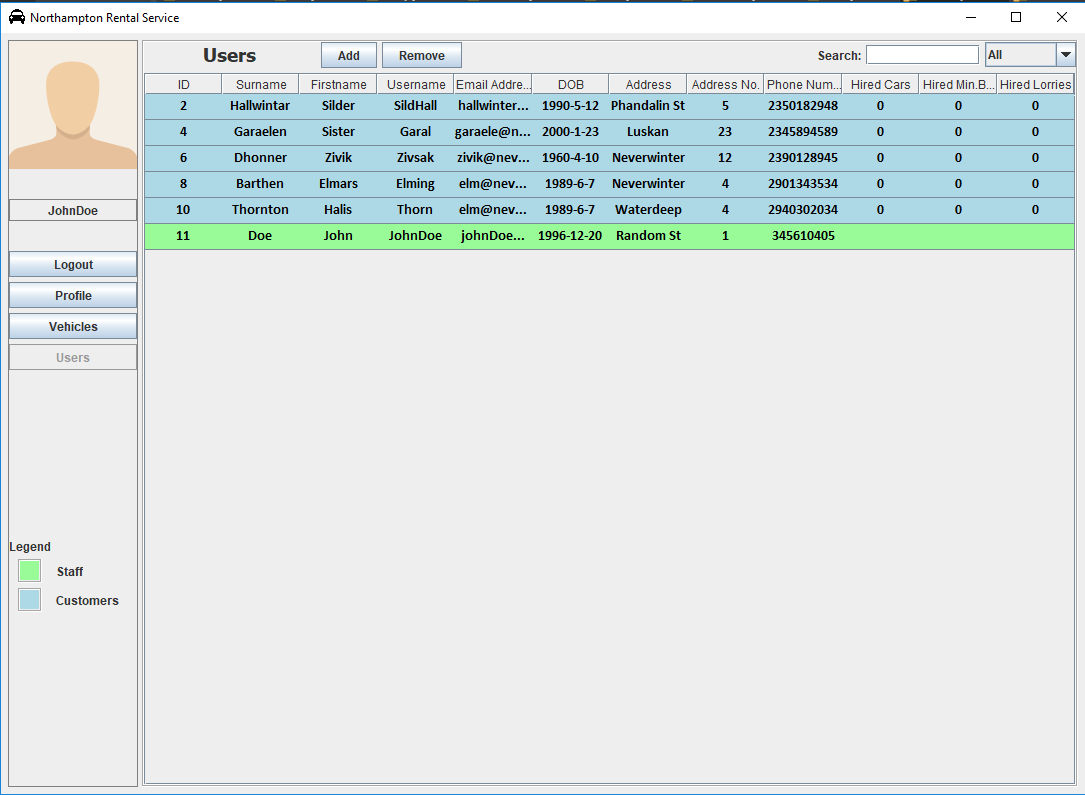 Northampton Rental Service
Users Add Remove Search: All
ID Surname Firstname Username Email Addre... DOB Address Address No. Phone Num... Hired Cars Hired Min.B... Hired Lorries
2 Hallwintar Silder SildHall hallwinter... 1990-5-12 Phandalin St 5 2350182948 0 0 0
4 Garaelen Sister Garal garaele@n... 2000-1-23 Luskan 23 2345894589 0 0 0
6 Dhonner Zivik Zivsak zivik@nev... 1960-4-10 Neverwinter 12 2390128945 0 0 0
8 Barthen Elmars Elming elm@nev... 1989-6-7 Neverwinter 4 2901343534 0 0 0
10 Thornton Halis Thorn elm@nev... 1989-6-7 Waterdeep 4 2940302034 0 0 0
11 Doe John JohnDoe johnDoe... 1996-12-20 Random St 1 345610405
JohnDoe
Logout
Profile
Vehicles
Users
Legend
Staff
Customers